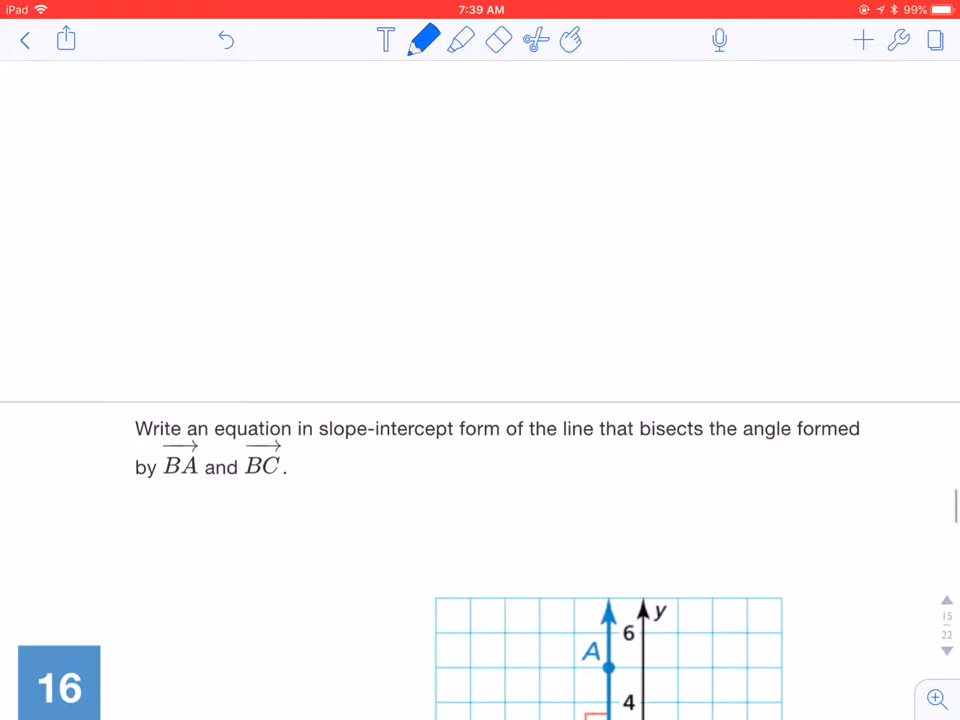 iPad 7:39 AM 99%
T
Write an equation in slope-intercept form of the line that bisects the angle formed
by BA and BC.
15
22
y
6
A
4
16